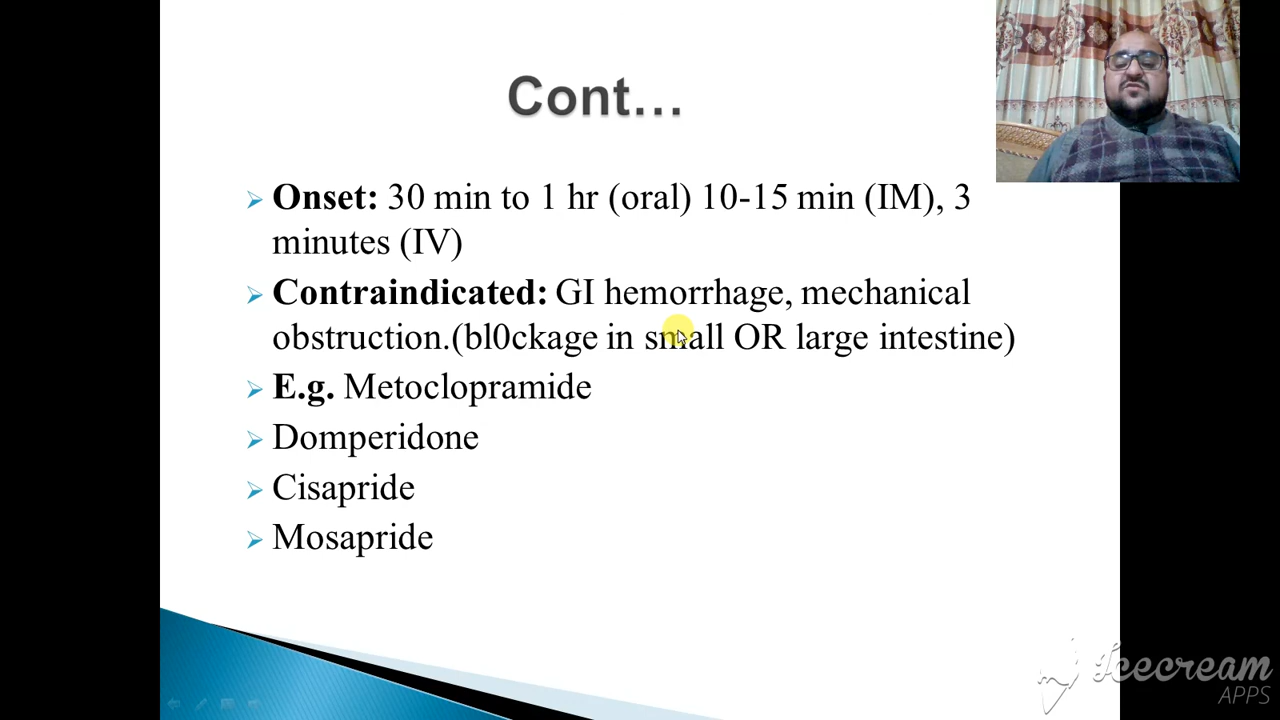 Cont...
➢ Onset: 30 min to 1 hr (oral) 10-15 min (IM), 3
minutes (IV)
➢ Contraindicated: GI hemorrhage, mechanical
obstruction.(bl0ckage in small OR large intestine)
➢ E.g. Metoclopramide
➢ Domperidone
➢ Cisapride
➢ Mosapride
Icecream
APPS